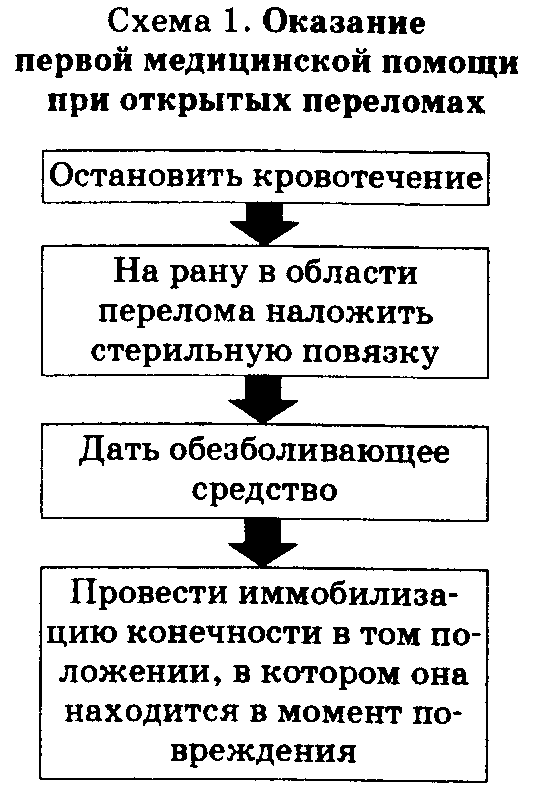 Схема 1. Оказание
первой медицинской помощи
при открытых переломах
Остановить кровотечение
На рану в области
перелома наложить
стерильную повязку
Дать обезболивающее
средство
Провести иммобилиза-
цию конечности в том по-
ложении, в котором она
находится в момент по-
вреждения